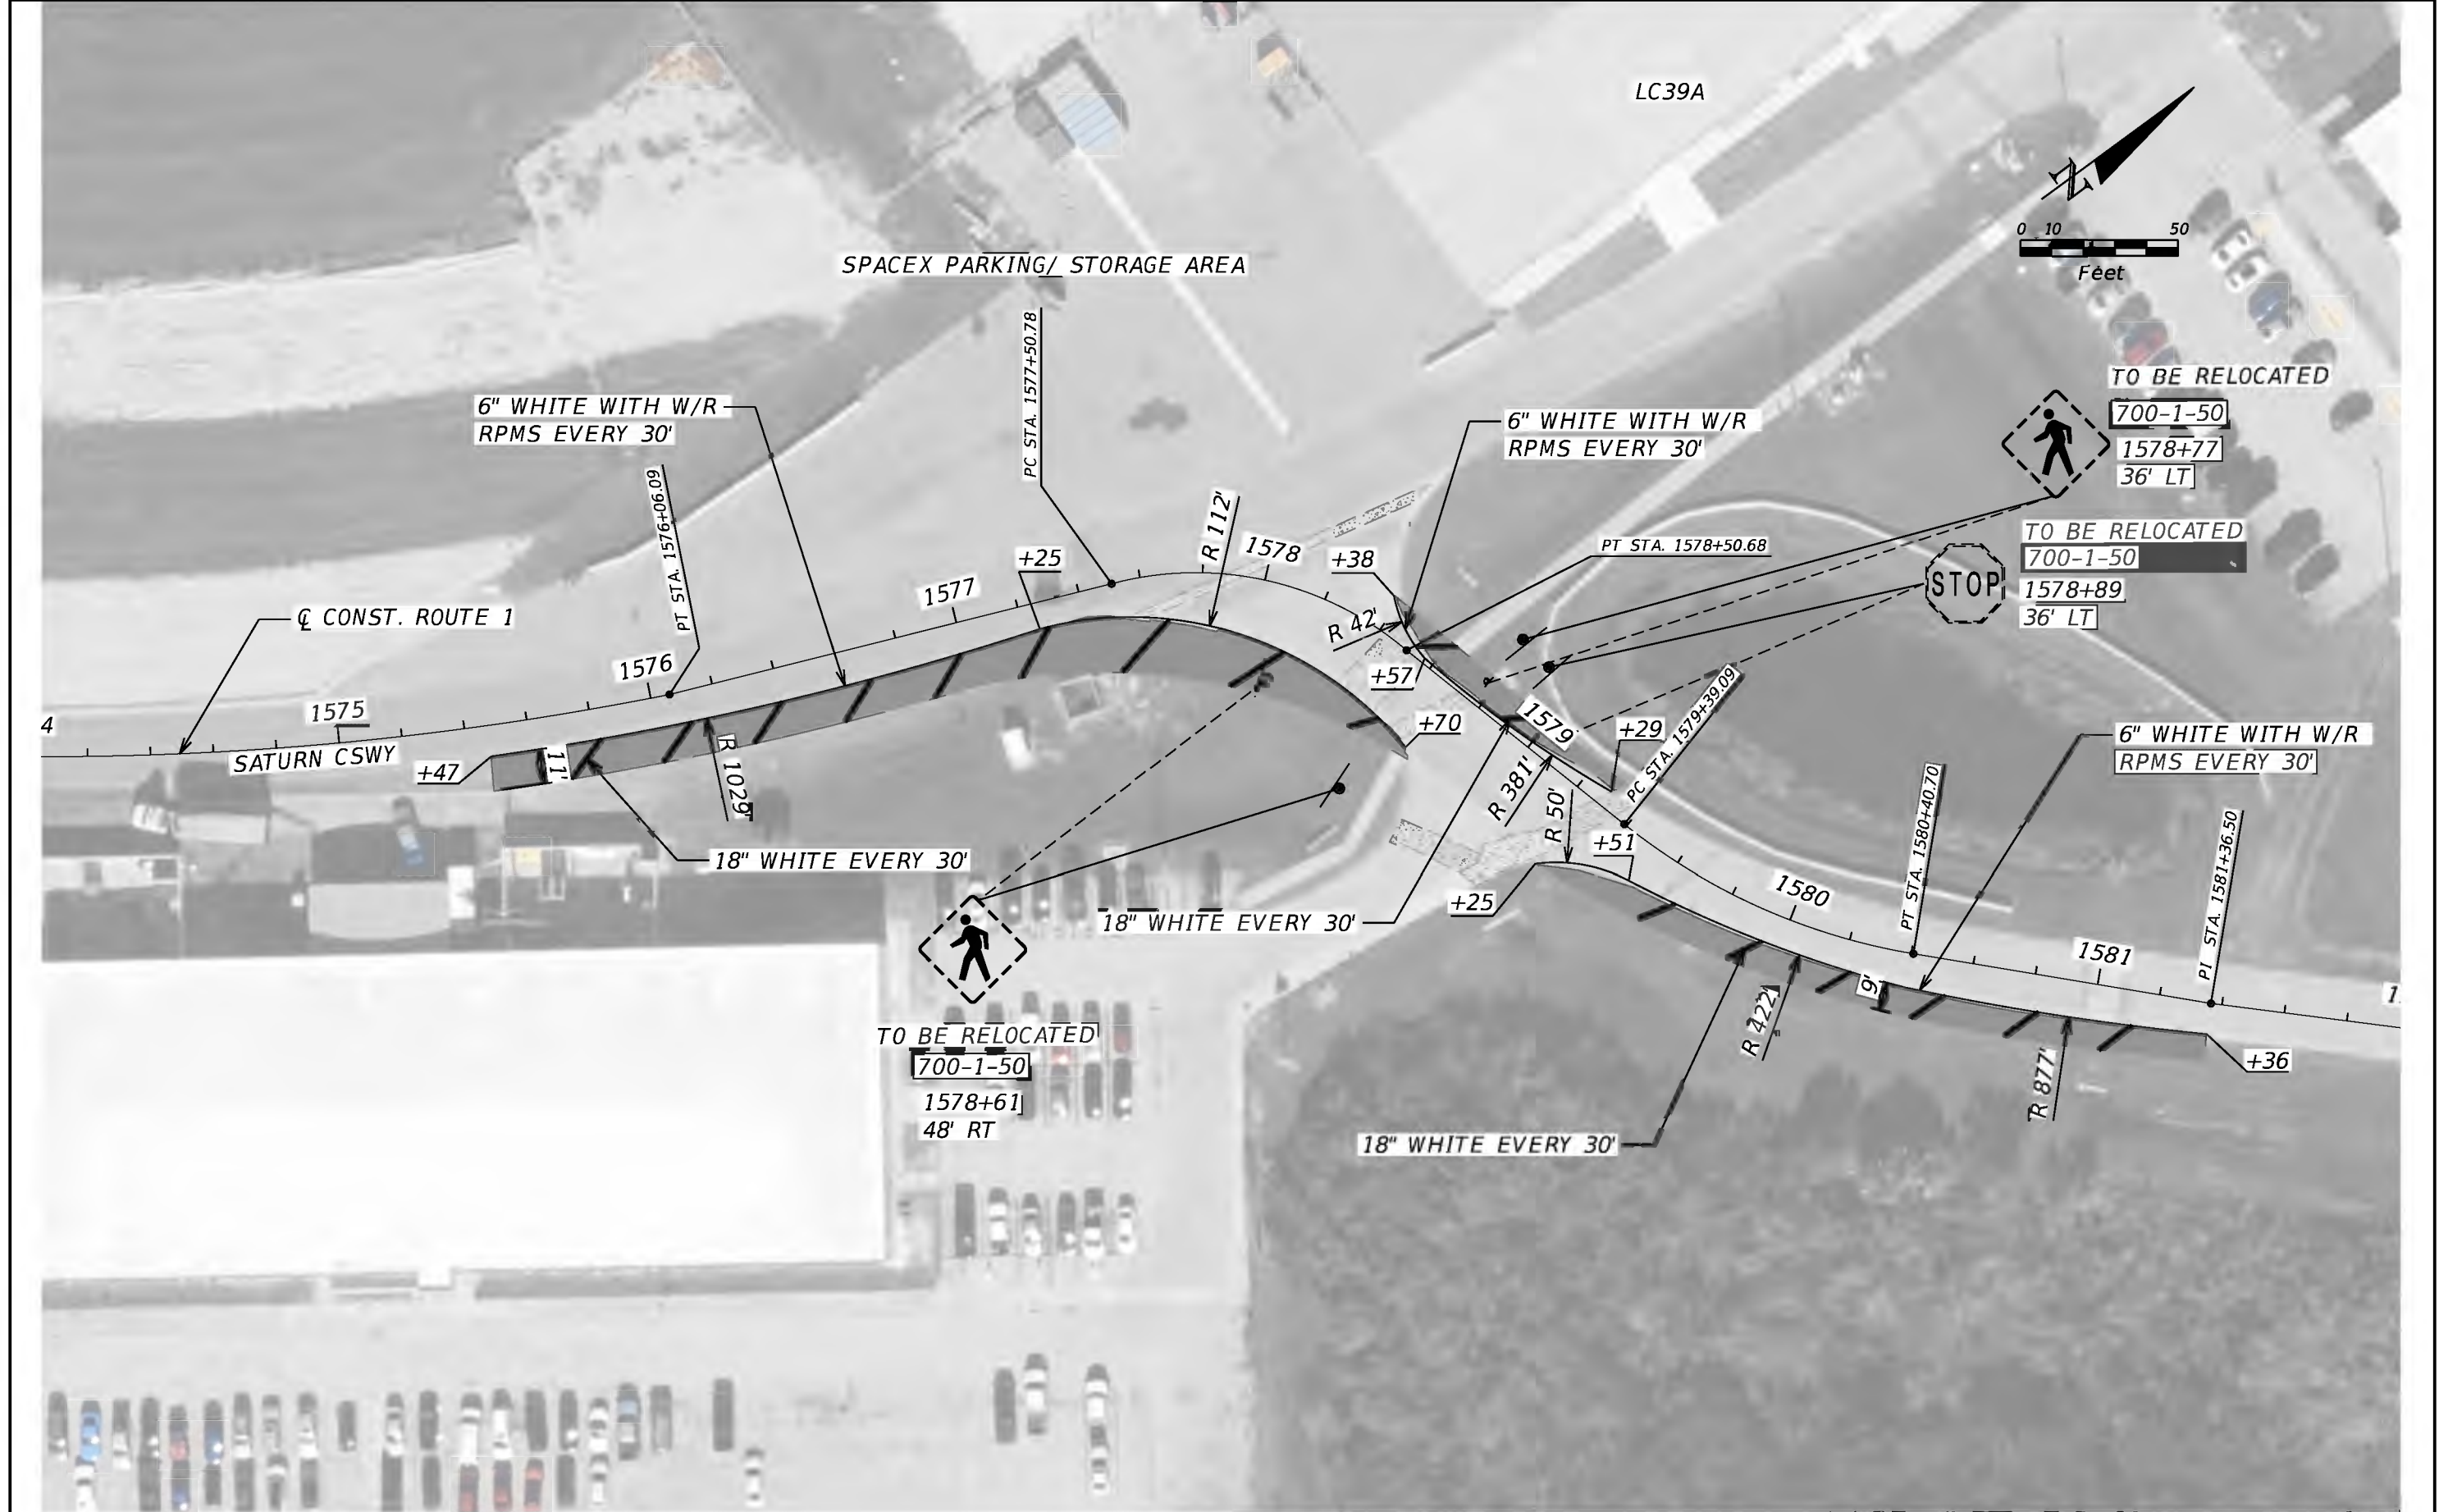 LC39A
N
0 10 50
Feet
SPACEX PARKING/ STORAGE AREA
PC STA. 1577+50.78
TO BE RELOCATED
700-1-50
1578+77
36' LT
6" WHITE WITH W/R
RPMS EVERY 30'
6" WHITE WITH W/R
RPMS EVERY 30'
PT STA. 1576+06.09
R 112'
1578
+38
PT STA. 1578+50.68
TO BE RELOCATED
700-1-50
1578+89
36' LT
STOP
+25
1577
℄ CONST. ROUTE 1
R 42'
1576
+57
PC STA. 1579+39.09
4
1575
SATURN CSWY
+47
11'
R 1029'
+70
1579
+29
6" WHITE WITH W/R
RPMS EVERY 30'
R 381'
R 50'
+51
PT STA. 1580+40.70
PI STA. 1581+36.50
18" WHITE EVERY 30'
+25
1580
18" WHITE EVERY 30'
1581
9'
1
R 422'
R 877'
+36
TO BE RELOCATED
700-1-50
1578+61
48' RT
18" WHITE EVERY 30'